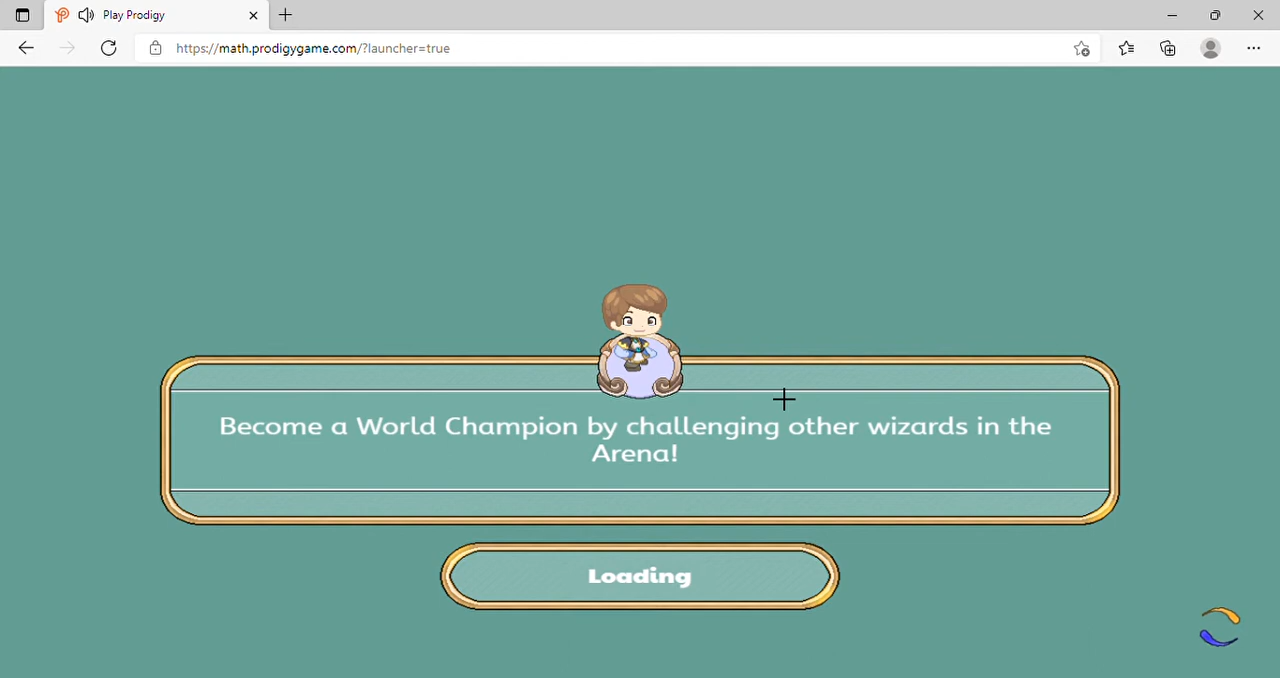 Play Prodigy
https://math.prodigygame.com/?launcher=true
Become a World Champion by challenging other wizards in the
Arena!
Loading